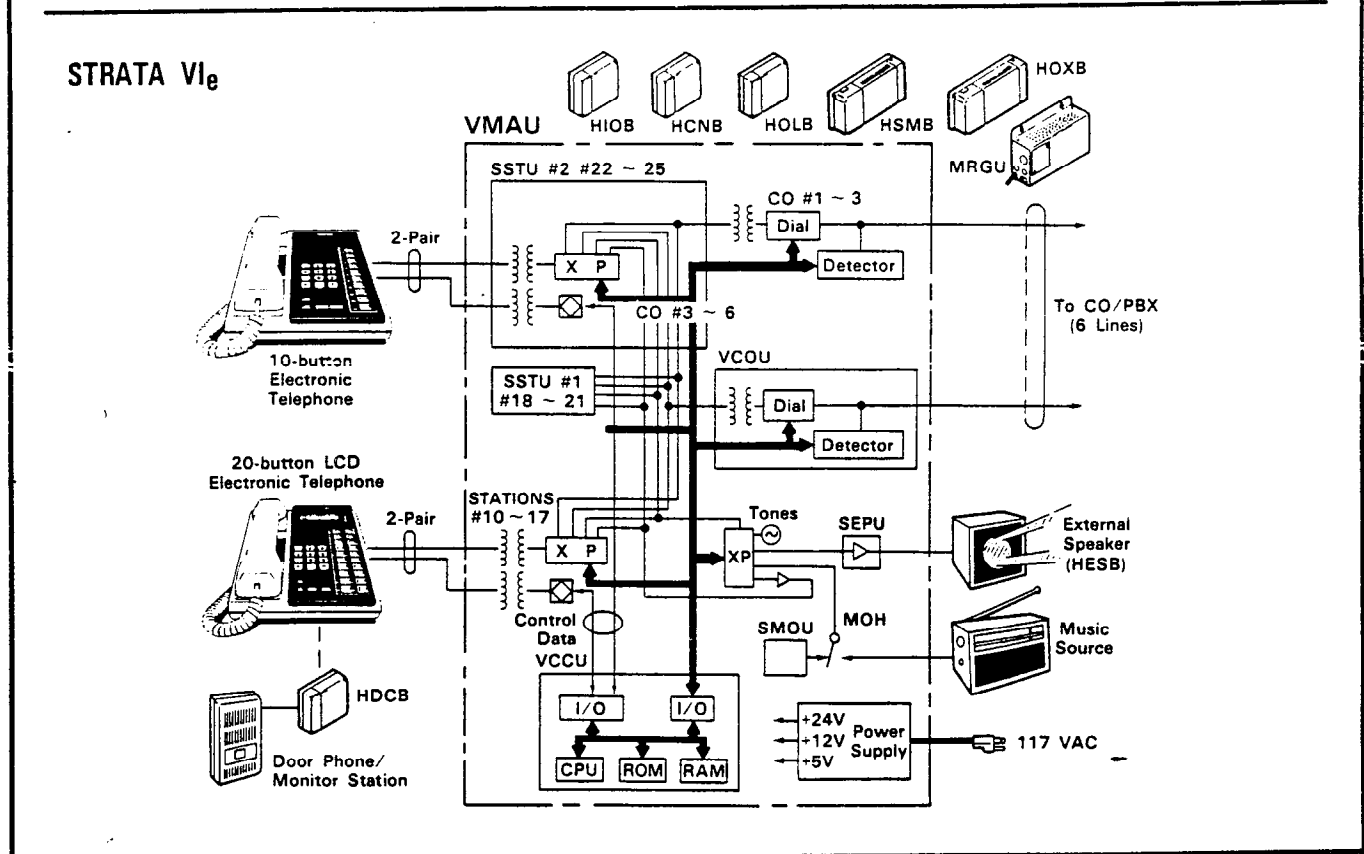 STRATA VIe
HOXB
HIOB
HCNB
HOLB
HSMB
VMAU
MRGU
SSTU #2 #22 ~ 25
CO #1 ~ 3
2-Pair
X P
Dial
Detector
CO #3 ~ 6
To CO/PBX
(6 Lines)
10-button
Electronic
Telephone
SSTU #1
#18 ~ 21
VCOU
Dial
Detector
20-button LCD
Electronic Telephone
2-Pair
STATIONS
#10 ~ 17
X P
Tones
XP
SEPU
External
Speaker
(HESB)
Control
Data
SMOU
MOH
Music
Source
VCCU
I/O
I/O
CPU
ROM
RAM
HDCB
Door Phone/
Monitor Station
+24V
+12V
+5V
Power
Supply
117 VAC